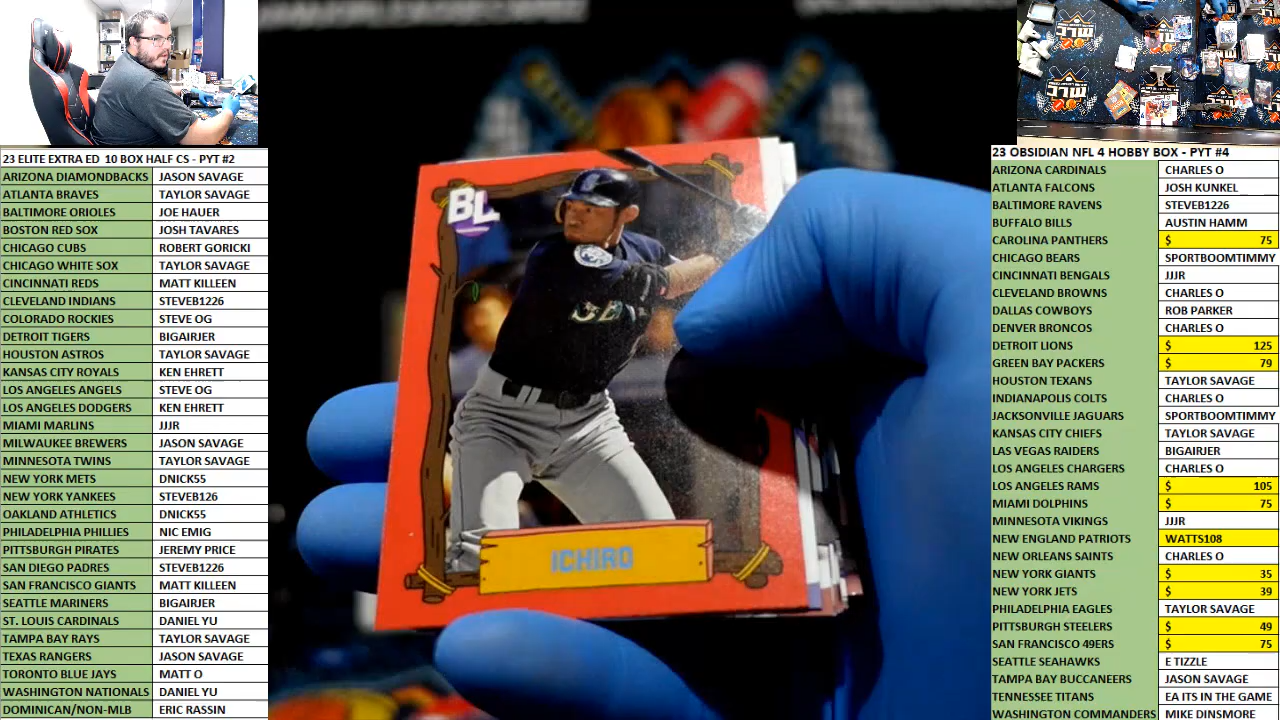 23 ELITE EXTRA ED 10 BOX HALF CS - PYT #2
ARIZONA DIAMONDBACKS JASON SAVAGE
ATLANTA BRAVES TAYLOR SAVAGE
BALTIMORE ORIOLES JOE HAUER
BOSTON RED SOX JOSH TAVARES
CHICAGO CUBS ROBERT GORICKI
CHICAGO WHITE SOX TAYLOR SAVAGE
CINCINNATI REDS MATT KILLEEN
CLEVELAND INDIANS STEVEB1226
COLORADO ROCKIES STEVE OG
DETROIT TIGERS BIGAIRJER
HOUSTON ASTROS TAYLOR SAVAGE
KANSAS CITY ROYALS KEN EHRETT
LOS ANGELES ANGELS STEVE OG
LOS ANGELES DODGERS KEN EHRETT
MIAMI MARLINS JJJR
MILWAUKEE BREWERS JASON SAVAGE
MINNESOTA TWINS TAYLOR SAVAGE
NEW YORK METS DNICK55
NEW YORK YANKEES STEVEB126
OAKLAND ATHLETICS DNICK55
PHILADELPHIA PHILLIES NIC EMIG
PITTSBURGH PIRATES JEREMY PRICE
SAN DIEGO PADRES STEVEB1226
SAN FRANCISCO GIANTS MATT KILLEEN
SEATTLE MARINERS BIGAIRJER
ST. LOUIS CARDINALS DANIEL YU
TAMPA BAY RAYS TAYLOR SAVAGE
TEXAS RANGERS JASON SAVAGE
TORONTO BLUE JAYS MATT O
WASHINGTON NATIONALS DANIEL YU
DOMINICAN/NON-MLB ERIC RASSIN
BL
ICHIRO
23 OBSIDIAN NFL 4 HOBBY BOX - PYT #4
ARIZONA CARDINALS CHARLES O
ATLANTA FALCONS JOSH KUNKEL
BALTIMORE RAVENS STEVEB1226
BUFFALO BILLS AUSTIN HAMM
CAROLINA PANTHERS $ 75
CHICAGO BEARS SPORTBOOMTIMMY
CINCINNATI BENGALS JJJR
CLEVELAND BROWNS CHARLES O
DALLAS COWBOYS ROB PARKER
DENVER BRONCOS CHARLES O
DETROIT LIONS $ 125
GREEN BAY PACKERS $ 79
HOUSTON TEXANS TAYLOR SAVAGE
INDIANAPOLIS COLTS CHARLES O
JACKSONVILLE JAGUARS SPORTBOOMTIMMY
KANSAS CITY CHIEFS TAYLOR SAVAGE
LAS VEGAS RAIDERS BIGAIRJER
LOS ANGELES CHARGERS CHARLES O
LOS ANGELES RAMS $ 105
MIAMI DOLPHINS $ 75
MINNESOTA VIKINGS JJJR
NEW ENGLAND PATRIOTS WATTS108
NEW ORLEANS SAINTS CHARLES O
NEW YORK GIANTS $ 35
NEW YORK JETS $ 39
PHILADELPHIA EAGLES TAYLOR SAVAGE
PITTSBURGH STEELERS $ 49
SAN FRANCISCO 49ERS $ 75
SEATTLE SEAHAWKS E TIZZLE
TAMPA BAY BUCCANEERS JASON SAVAGE
TENNESSEE TITANS EA ITS IN THE GAME
WASHINGTON COMMANDERS MIKE DINSMORE